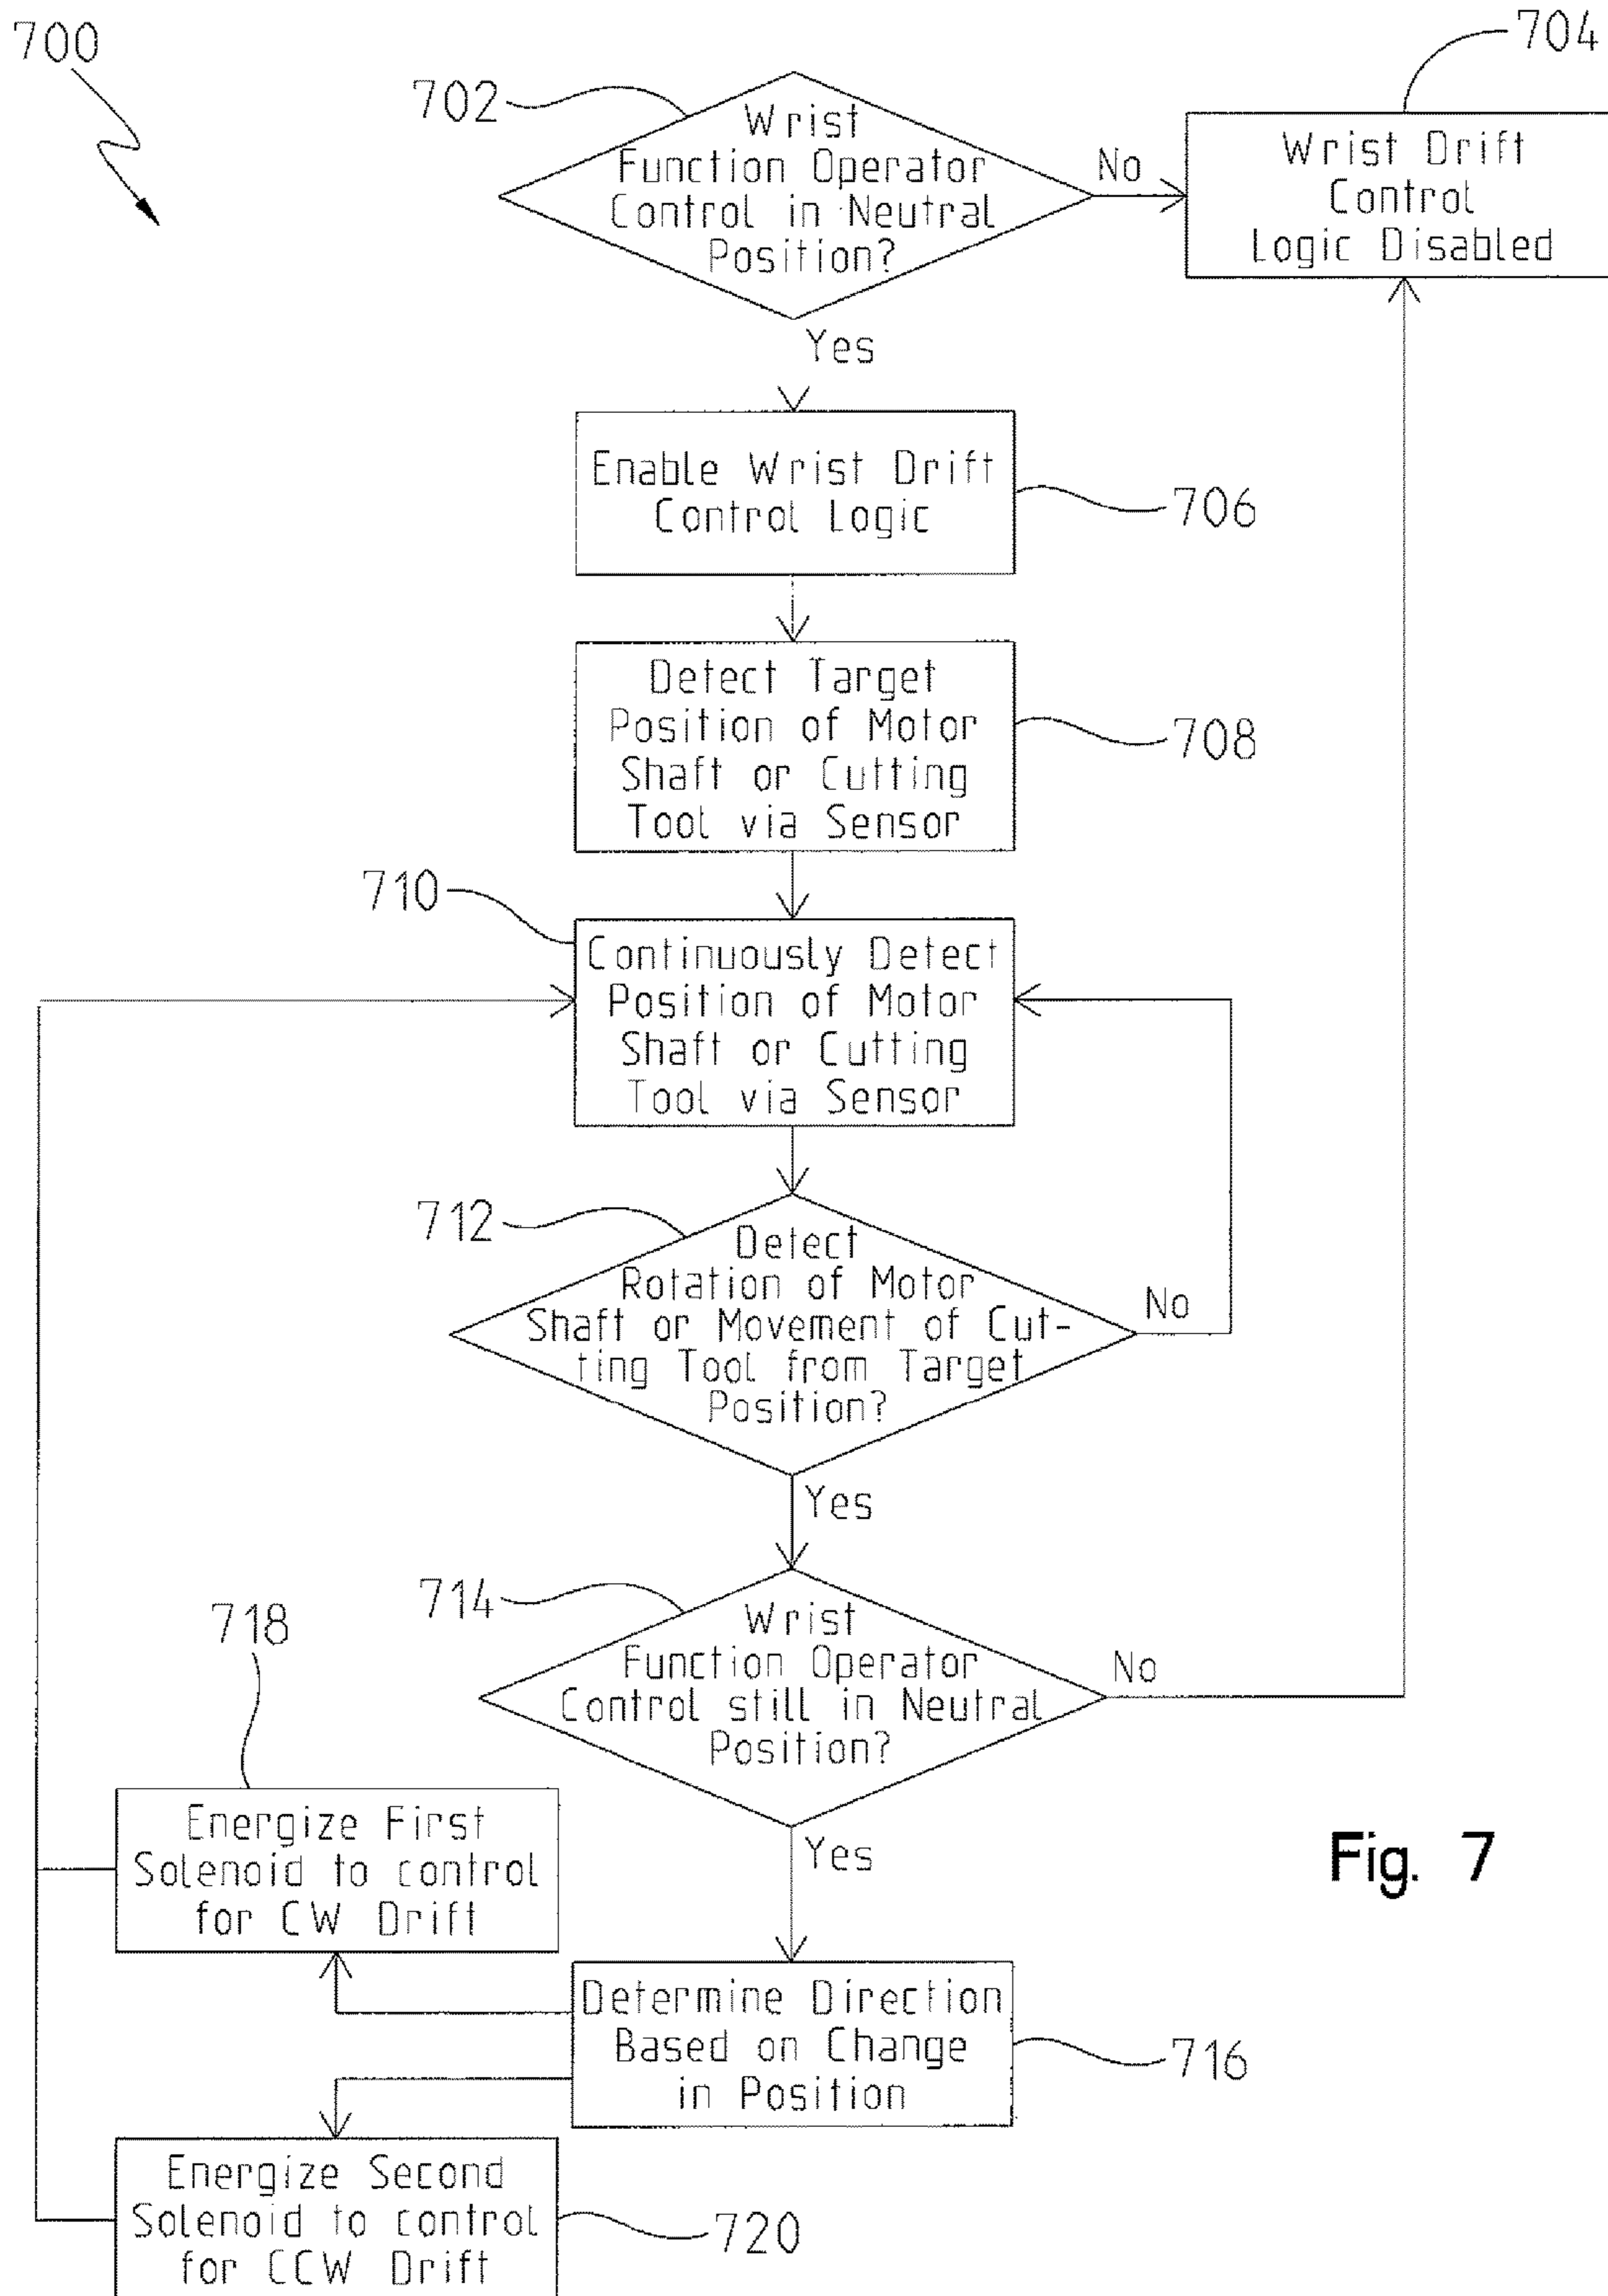 700
702
704
Wrist
Function Operator
Control in Neutral
Position?
No
Wrist Drift
Control
Logic Disabled
Yes
Enable Wrist Drift
Control Logic
706
Detect Target
Position of Motor
Shaft or Cutting
Tool via Sensor
708
710
Continuously Detect
Position of Motor
Shaft or Cutting
Tool via Sensor
712
Detect
Rotation of Motor
Shaft or Movement of Cut-
ting Tool from Target
Position?
No
Yes
714
Wrist
Function Operator
Control still in Neutral
Position?
No
Yes
718
Energize First
Solenoid to control
for CW Drift
Fig. 7
Determine Direction
Based on Change
in Position
716
Energize Second
Solenoid to control
for CCW Drift
720